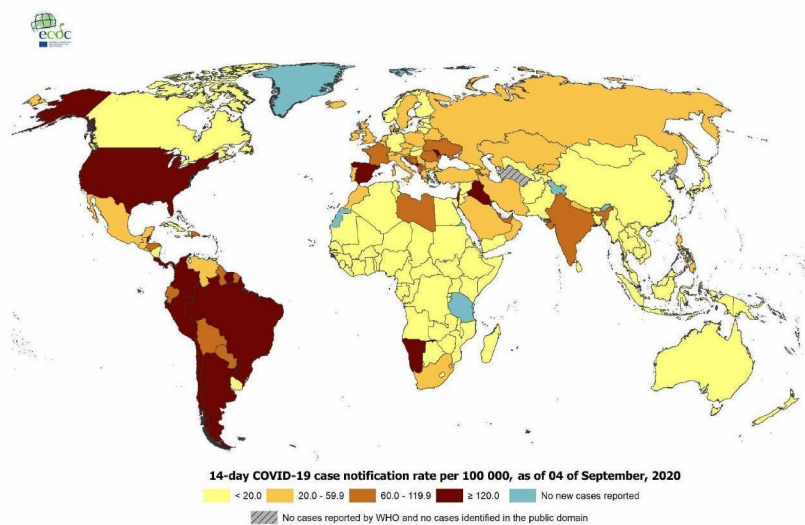 ecdc
14-day COVID-19 case notification rate per 100 000, as of 04 of September, 2020
< 20.0 20.0 - 59.9 60.0 - 119.9 ≥ 120.0 No new cases reported
No cases reported by WHO and no cases identified in the public domain